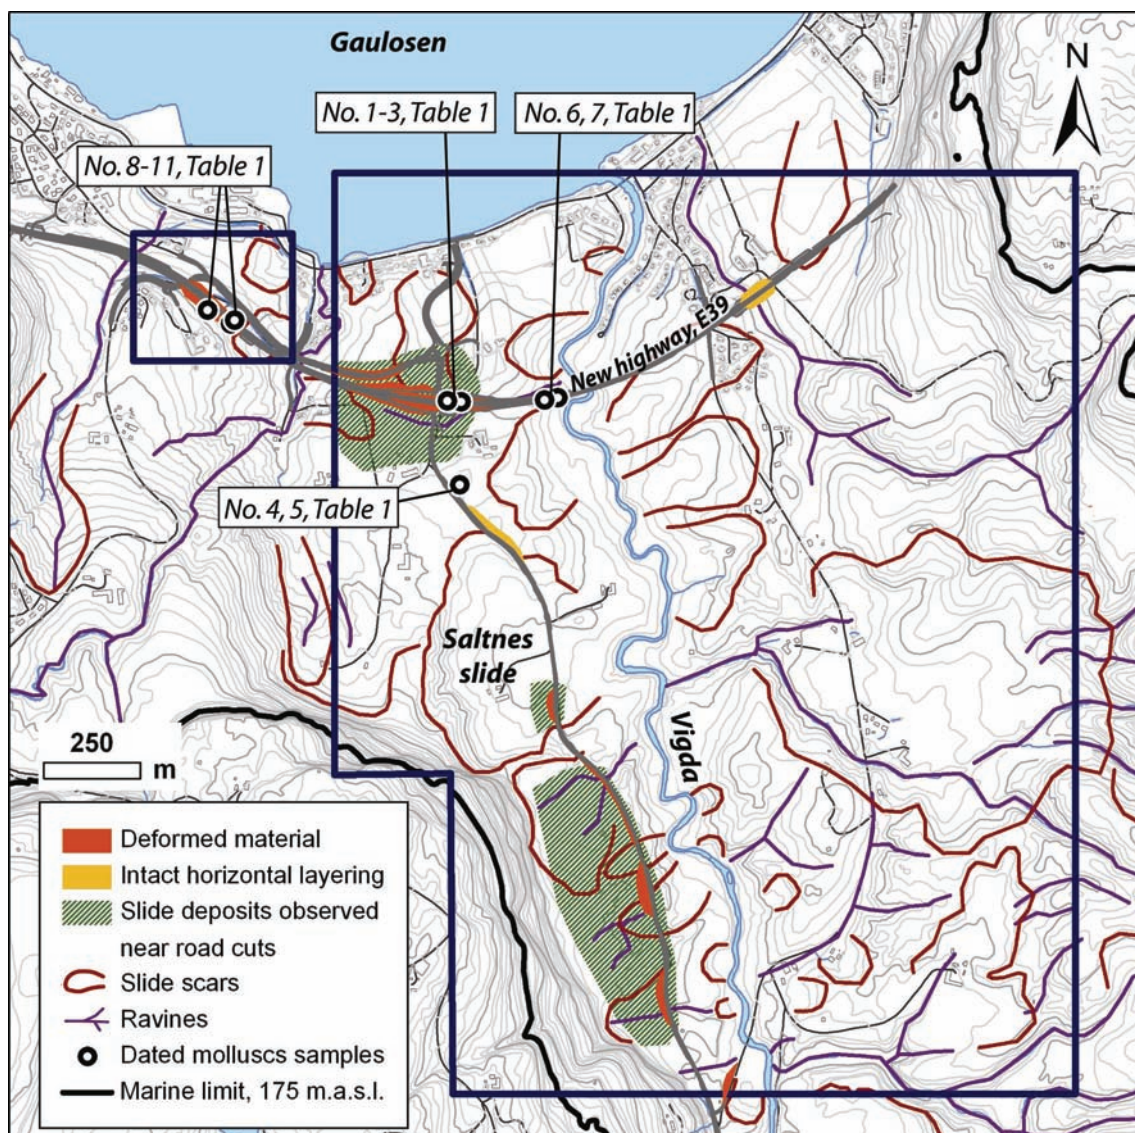 Gaulosen
N
No. 1-3, Table 1
No. 6, 7, Table 1
No. 8-11, Table 1
New highway, E39
No. 4, 5, Table 1
Saltnes
slide
Vigda
250
m
Deformed material
Intact horizontal layering
Slide deposits observed
near road cuts
Slide scars
Ravines
Dated molluscs samples
Marine limit, 175 m.a.s.l.